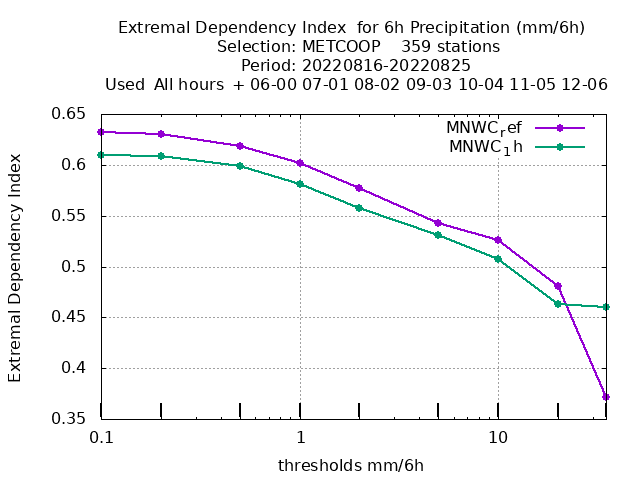 Extremal Dependency Index  for 6h Precipitation (mm/6h)
Selection: METCOOP    359 stations
Period: 20220816-20220825
Used  All hours  + 06-00 07-01 08-02 09-03 10-04 11-05 12-06
MNWC_ref
MNWC_1h
0.65
0.6
0.55
0.5
0.45
0.4
0.35
Extremal Dependency Index
0.1 1 10
thresholds mm/6h